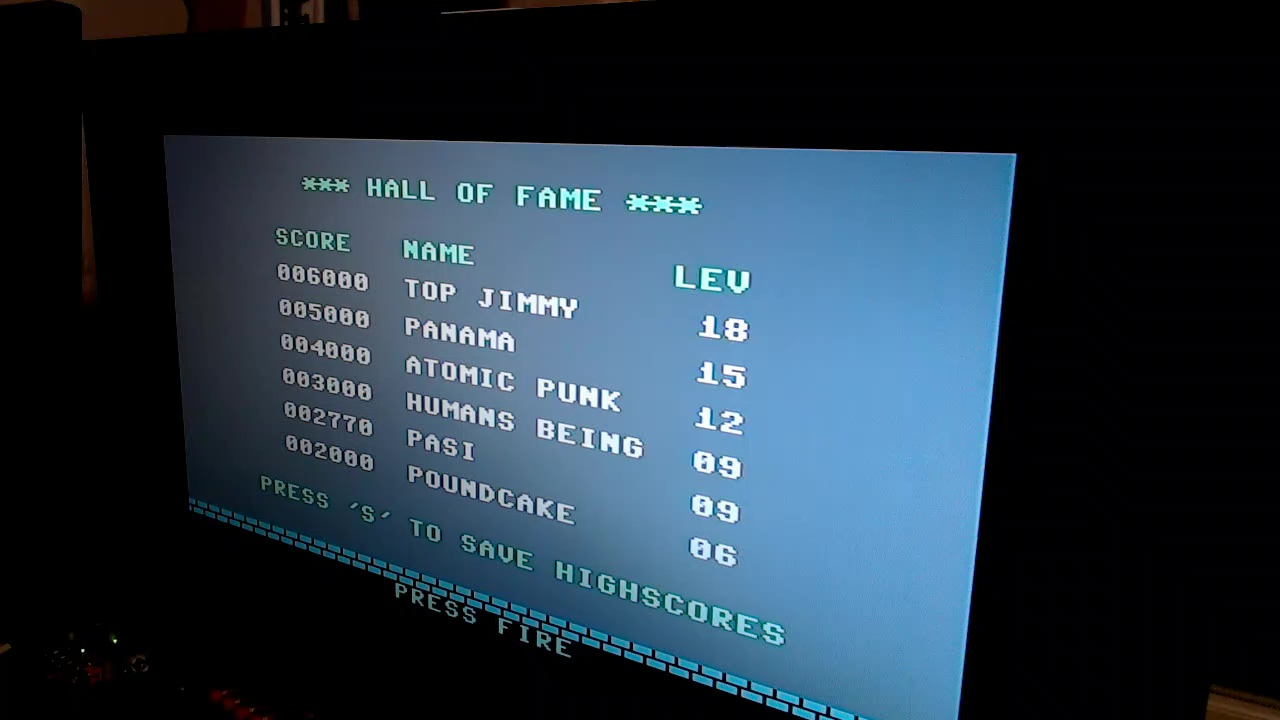 *** HALL OF FAME ***
SCORE NAME LEV
006000 TOP JIMMY 18
005000 PANAMA 15
004000 ATOMIC PUNK 12
003000 HUMANS BEING 09
002770 PASI 09
002000 POUNDCAKE 06
PRESS 'S' TO SAVE HIGHSCORES
PRESS FIRE